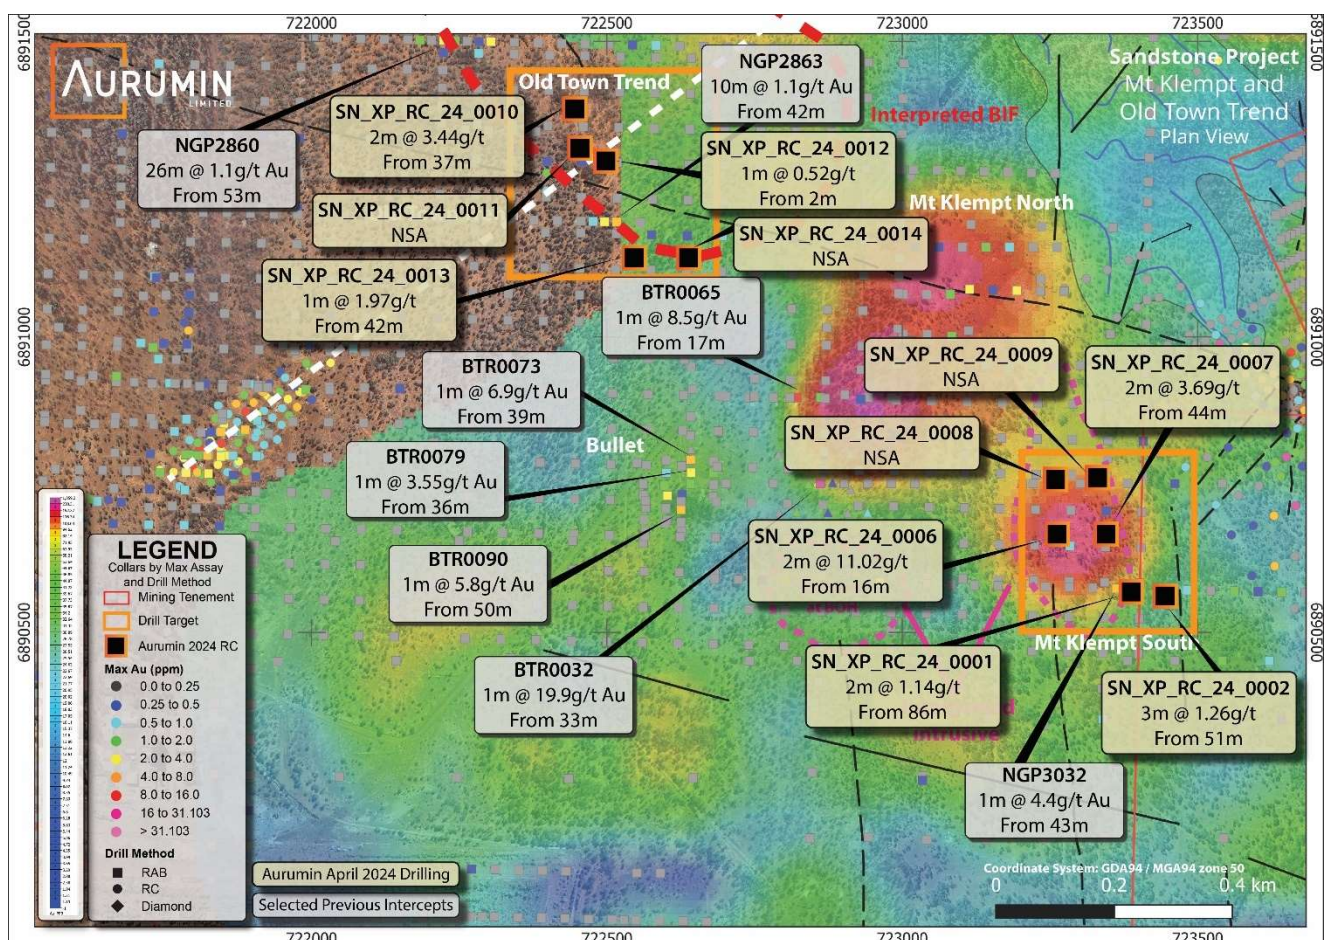 722000
722500
723000
723500
6891500
6891500
AURUMIN
LIMITED
Sandstone Project
Mt Klempt and
Old Town Trend
Plan View
Old Town Trend
NGP2863
10m @ 1.1g/t Au
From 42m
Interpreted BIF
SN_XP_RC_24_0010
2m @ 3.44g/t
From 37m
NGP2860
26m @ 1.1g/t Au
From 53m
SN_XP_RC_24_0012
1m @ 0.52g/t
From 2m
SN_XP_RC_24_0011
NSA
Mt Klempt North
SN_XP_RC_24_0014
NSA
SN_XP_RC_24_0013
1m @ 1.97g/t
From 42m
BTR0065
1m @ 8.5g/t Au
From 17m
6891000
6891000
SN_XP_RC_24_0009
NSA
SN_XP_RC_24_0007
2m @ 3.69g/t
From 44m
BTR0073
1m @ 6.9g/t Au
From 39m
Bullet
SN_XP_RC_24_0008
NSA
BTR0079
1m @ 3.55g/t Au
From 36m
SN_XP_RC_24_0006
2m @ 11.02g/t
From 16m
BTR0090
1m @ 5.8g/t Au
From 50m
6890500
6890500
Mt Klempt South
BTR0032
1m @ 19.9g/t Au
From 33m
SN_XP_RC_24_0001
2m @ 1.14g/t
From 86m
SN_XP_RC_24_0002
3m @ 1.26g/t
From 51m
Intrusive
NGP3032
1m @ 4.4g/t Au
From 43m
LEGEND
Collars by Max Assay
and Drill Method
Mining Tenement
Drill Target
Aurumin 2024 RC
Max Au (ppm)
0.0 to 0.25
0.25 to 0.5
0.5 to 1.0
1.0 to 2.0
2.0 to 4.0
4.0 to 8.0
8.0 to 16.0
16 to 31.103
> 31.103
Drill Method
RAB
RC
Diamond
Aurumin April 2024 Drilling
Selected Previous Intercepts
Coordinate System: GDA94 / MGA94 zone 50
0 0.2 0.4 km
722000
722500
723000
723500